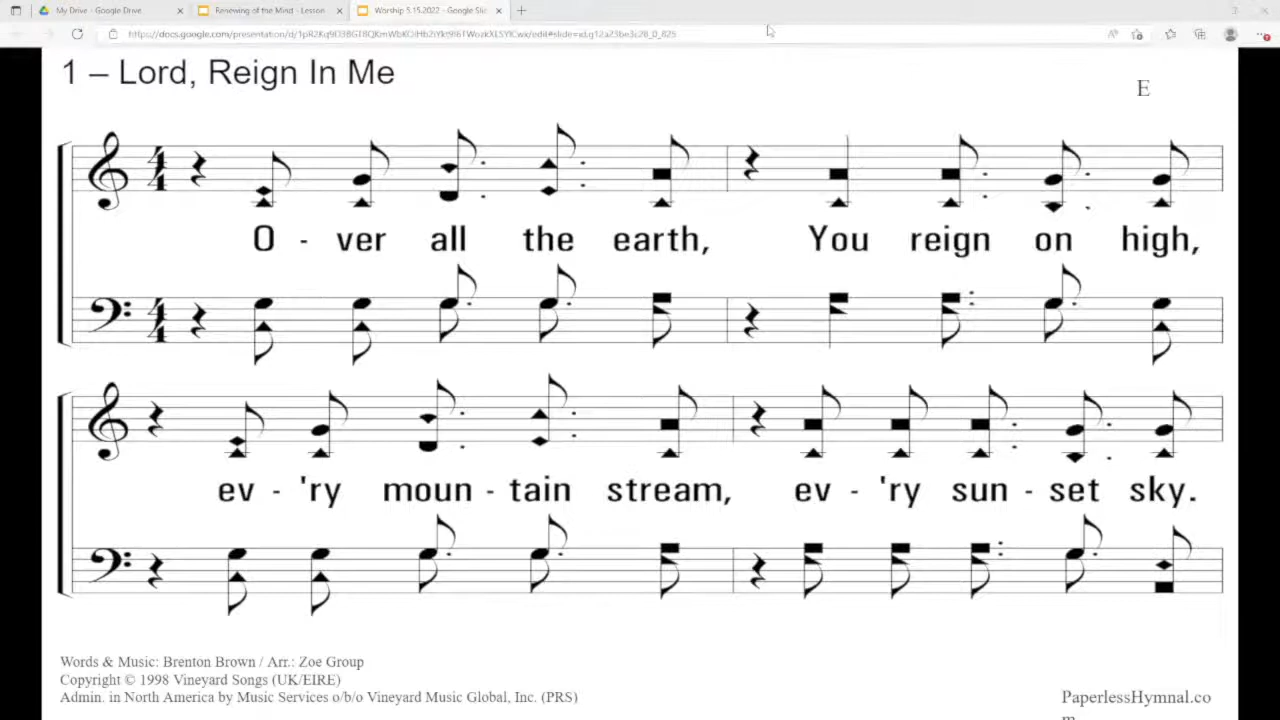 My Drive - Google Drive
Renewing of the Mind - Lesson
Worship 5.15.2022 - Google Slic
1 – Lord, Reign In Me
E
O - ver all the earth, You reign on high,
ev - 'ry moun - tain stream, ev - 'ry sun - set sky.
Words & Music: Brenton Brown / Arr.: Zoe Group
Copyright © 1998 Vineyard Songs (UK/EIRE)
Admin. in North America by Music Services o/b/o Vineyard Music Global, Inc. (PRS)
PaperlessHymnal.co
m